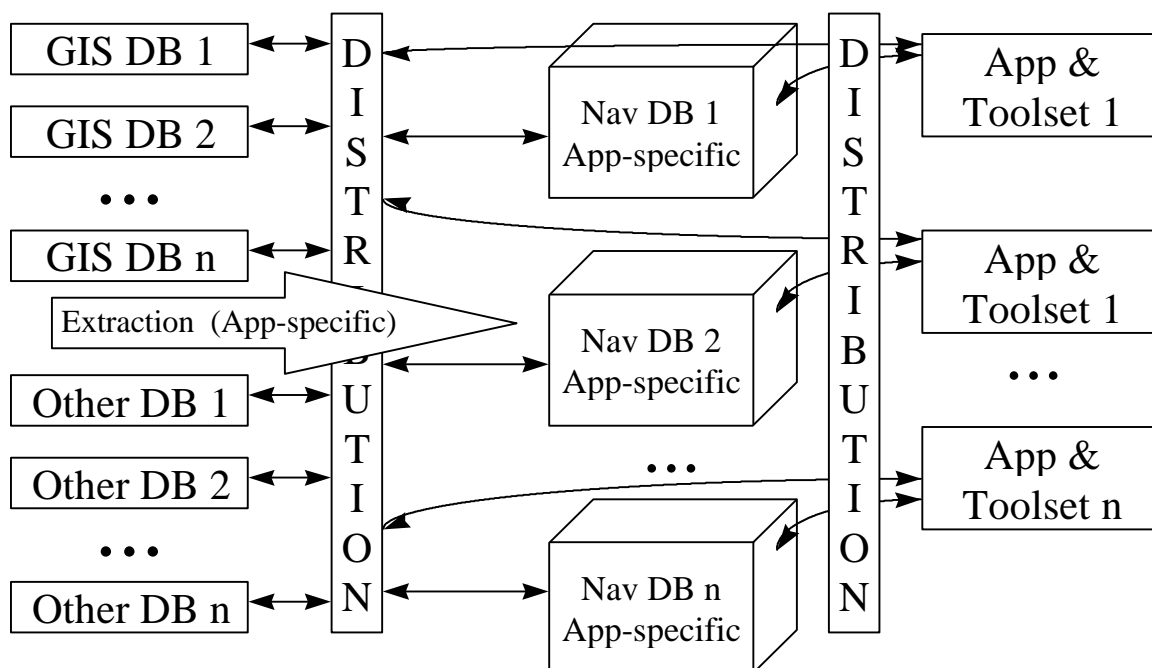 GIS DB 1
GIS DB 2
...
GIS DB n
Extraction (App-specific)
Other DB 1
Other DB 2
...
Other DB n
DISTRIBUTION
Nav DB 1
App-specific
Nav DB 2
App-specific
...
Nav DB n
App-specific
DISTRIBUTION
App &
Toolset 1
App &
Toolset 1
...
App &
Toolset n